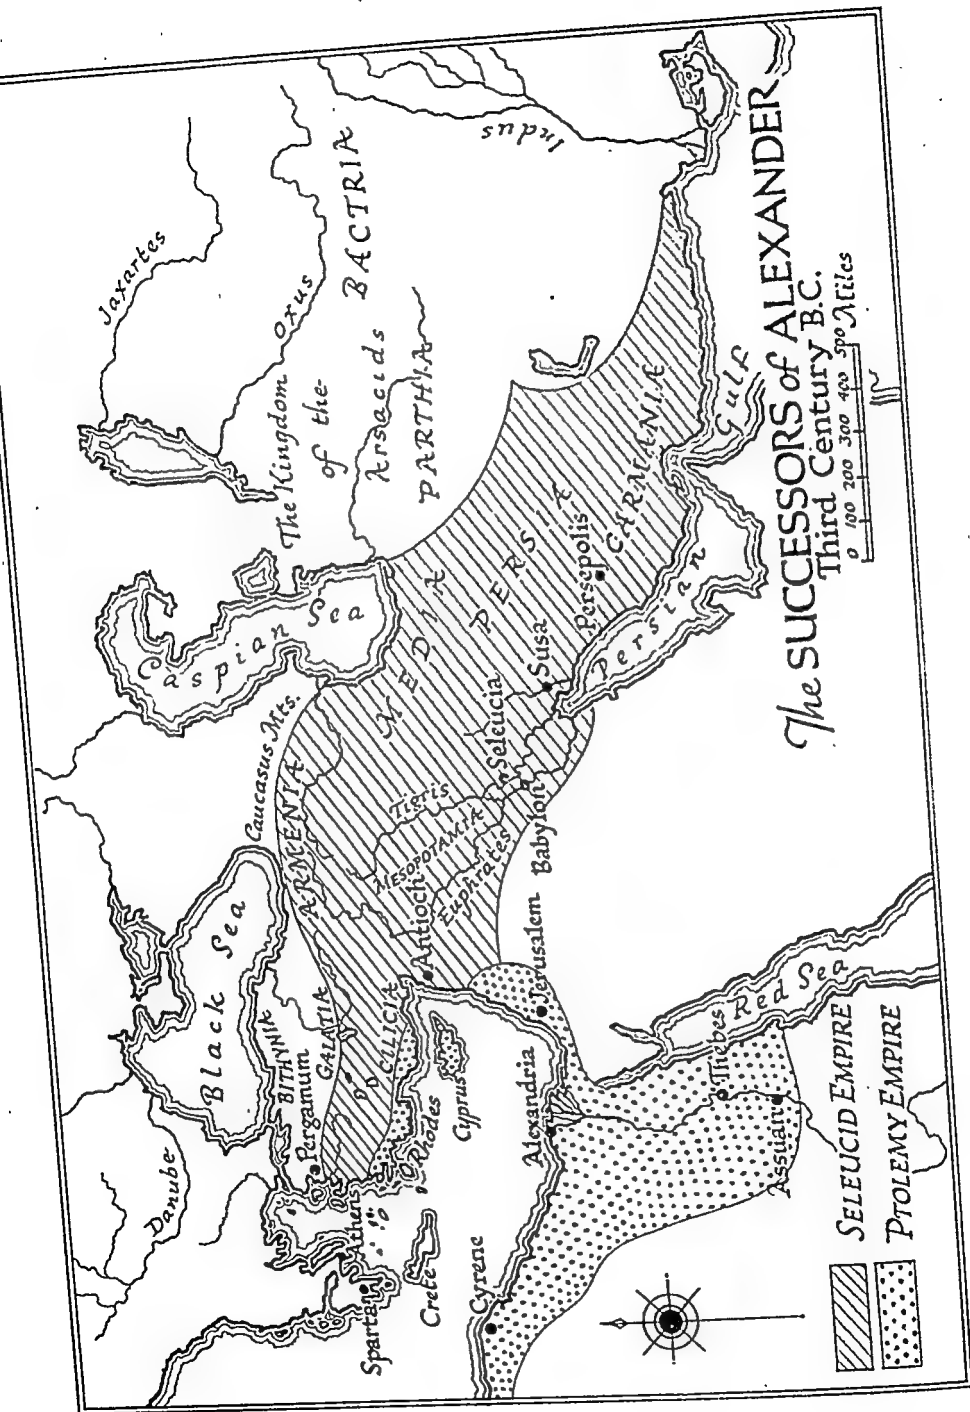 The SUCCESSORS of ALEXANDER
Third Century B.C.
0 100 200 300 400 500 Miles
SELEUCID EMPIRE
PTOLEMY EMPIRE
Jaxartes
Oxus
Indus
BACTRIA
The Kingdom
of the
Arsacids
PARTHIA
Caspian Sea
Caucasus Mts.
Black Sea
Danube
ARMENIA
BITHYNIA
GALATIA
CILICIA
Pergamum
Athens
Sparta
Rhodes
Crete
Cyprus
Cyrene
Alexandria
Jerusalem
Antioch
MESOPOTAMIA
Tigris
Euphrates
Babylon
Seleucia
Susa
MEDIA
PERSIA
Persepolis
CARMANIA
Persian
Gulf
Red Sea
Thebes
Assuan